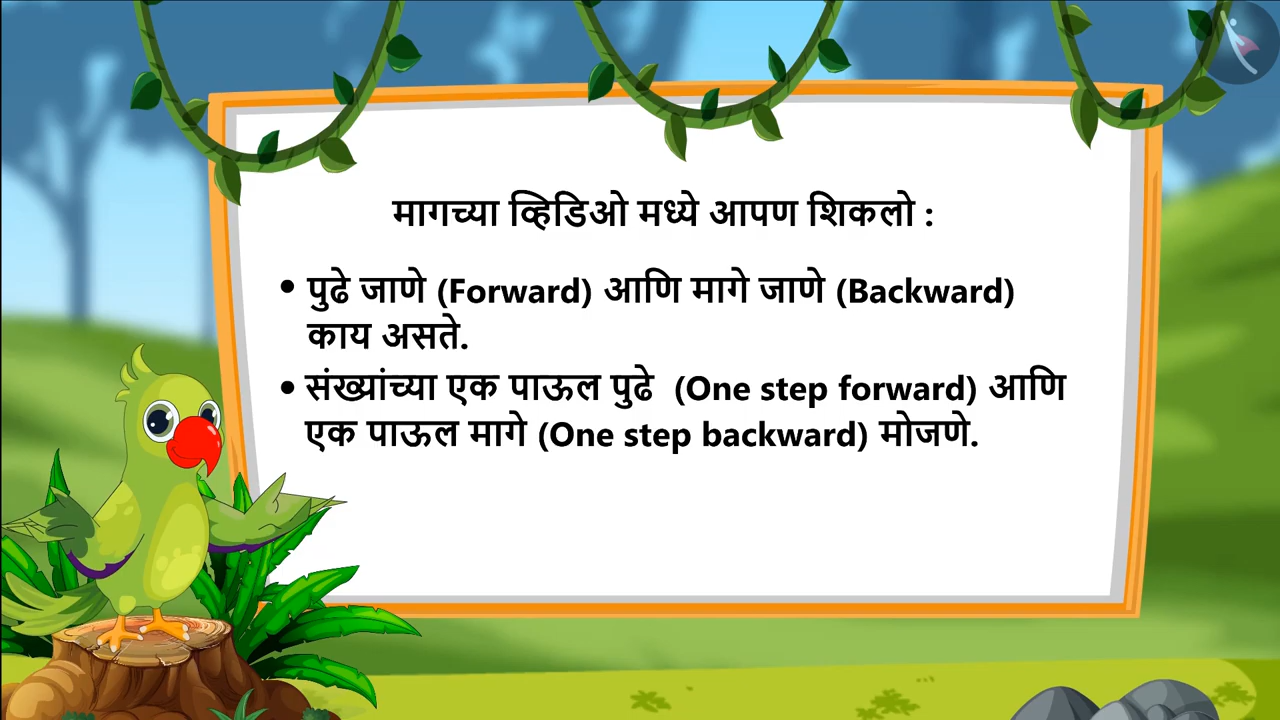 मागच्या व्हिडिओ मध्ये आपण शिकलो :
• पुढे जाणे (Forward) आणि मागे जाणे (Backward)
काय असते.
• संख्यांच्या एक पाऊल पुढे (One step forward) आणि
एक पाऊल मागे (One step backward) मोजणे.